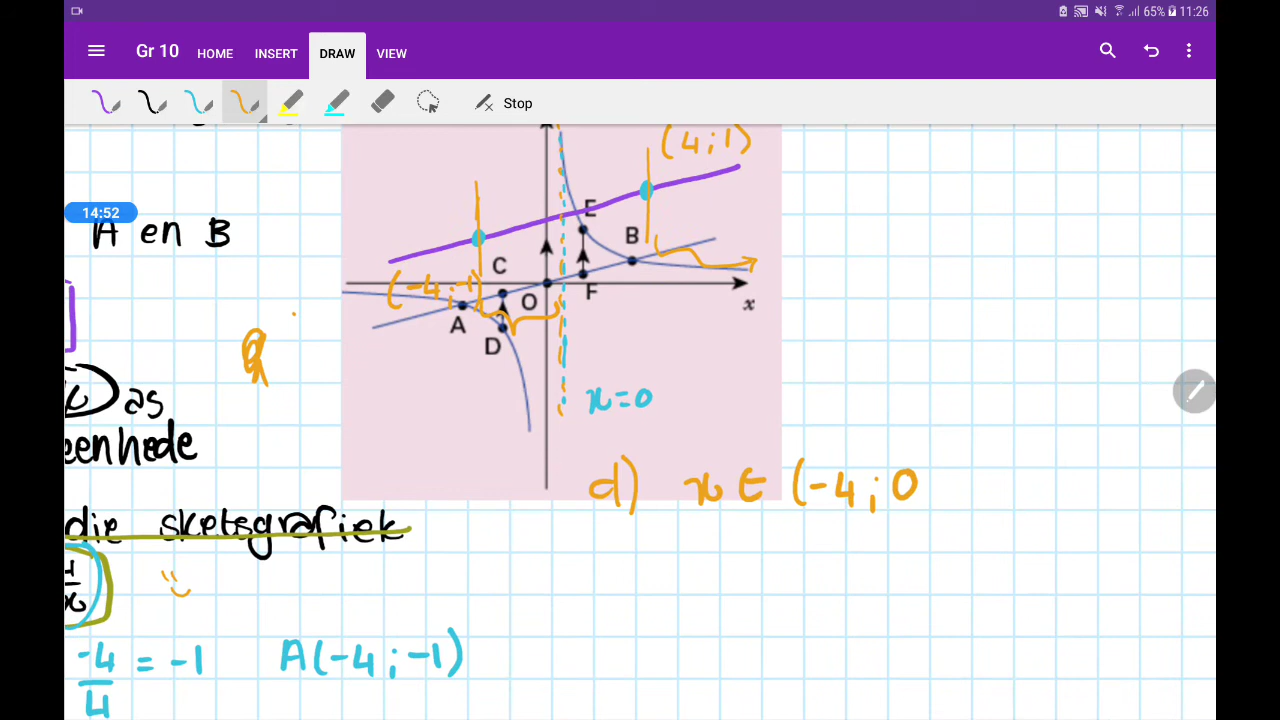 65% 11:26
Gr 10 HOME INSERT DRAW VIEW
Stop
(4;1)
14:52
A en B
E
B
C
(-4;-1)
O
F
x
A
D
as
x=0
eenhede
d) x ∈ (-4;0
die sketsgrafiek
x
-4/4 = -1 A(-4;-1)